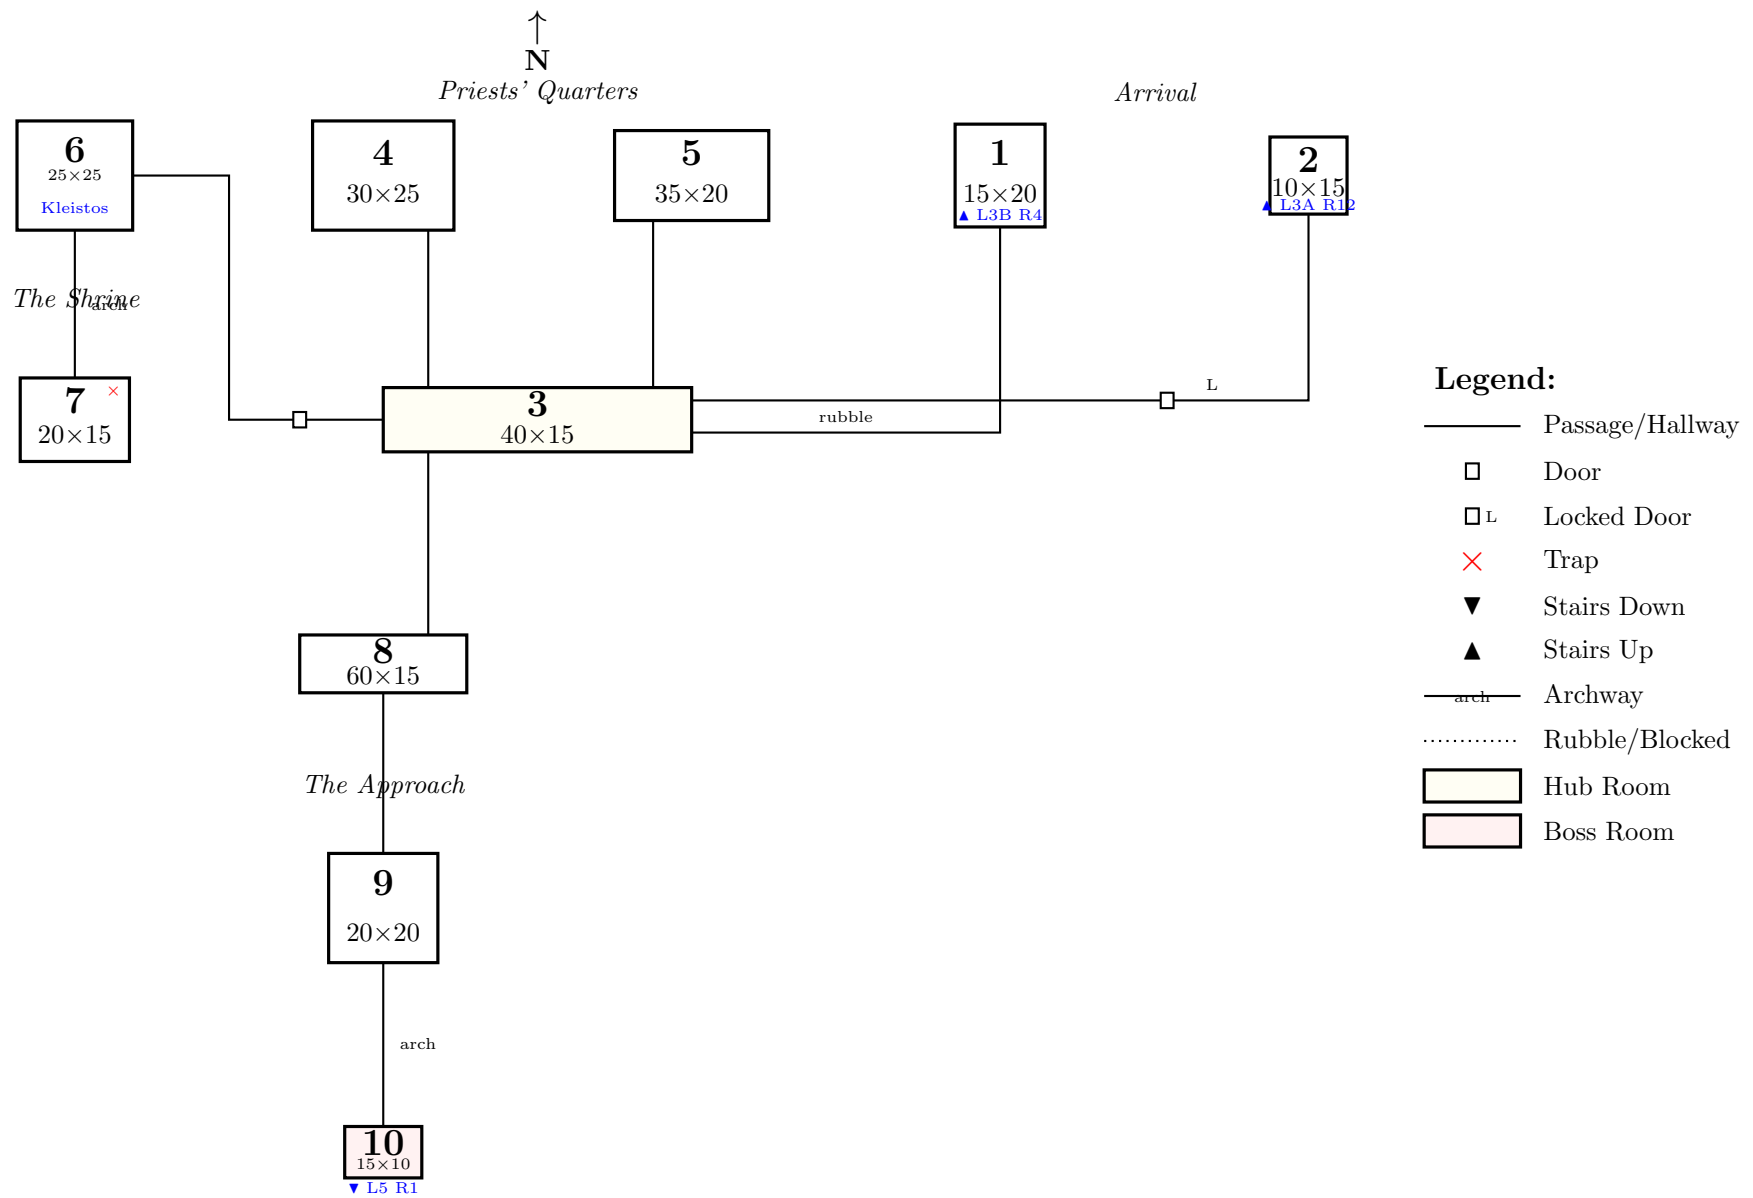 ↑
N
Priests' Quarters
Arrival
6
25×25
Kleistos
4
30×25
5
35×20
1
15×20
▲ L3B R4
2
10×15
▲ L3A R12
The Shrine
arch
7
×
20×15
3
40×15
rubble
L
8
60×15
The Approach
9
20×20
arch
10
15×10
▼ L5 R1
Legend:
Passage/Hallway
Door
L Locked Door
Trap
Stairs Down
Stairs Up
arch Archway
Rubble/Blocked
Hub Room
Boss Room